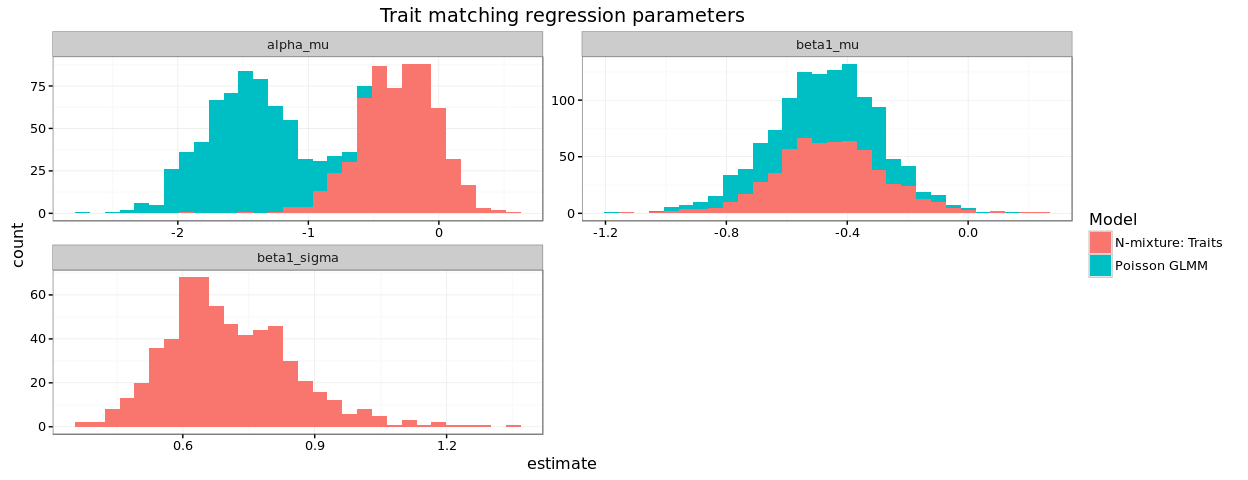 Trait matching regression parameters
alpha_mu
beta1_mu
75
50
25
0
-2
-1
0
100
50
0
-1.2
-0.8
-0.4
0.0
beta1_sigma
60
40
20
0
0.6
0.9
1.2
count
estimate
Model
N-mixture: Traits
Poisson GLMM